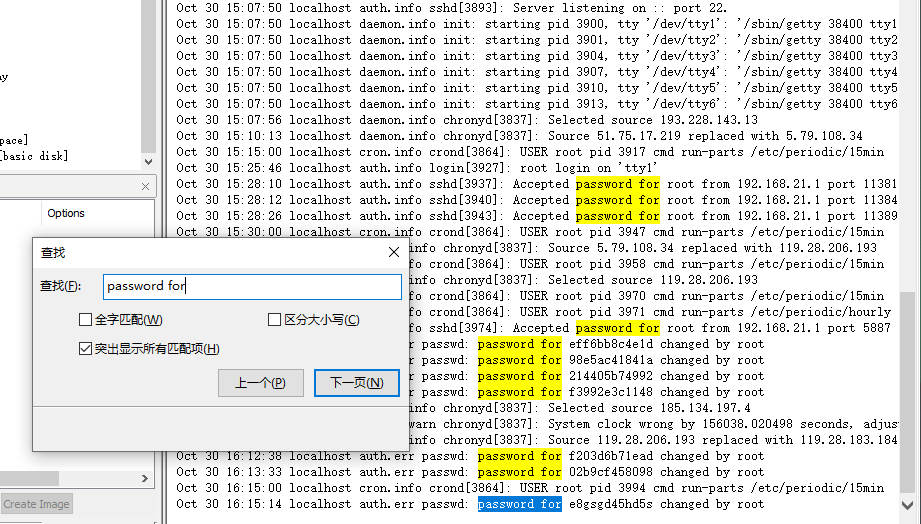 Oct 30 15:07:50 localhost auth.info sshd[3893]: Server listening on :: port 22.
Oct 30 15:07:50 localhost daemon.info init: starting pid 3900, tty '/dev/tty1': '/sbin/getty 38400 tty1
Oct 30 15:07:50 localhost daemon.info init: starting pid 3901, tty '/dev/tty2': '/sbin/getty 38400 tty2
Oct 30 15:07:50 localhost daemon.info init: starting pid 3904, tty '/dev/tty3': '/sbin/getty 38400 tty3
Oct 30 15:07:50 localhost daemon.info init: starting pid 3907, tty '/dev/tty4': '/sbin/getty 38400 tty4
Oct 30 15:07:50 localhost daemon.info init: starting pid 3910, tty '/dev/tty5': '/sbin/getty 38400 tty5
Oct 30 15:07:50 localhost daemon.info init: starting pid 3913, tty '/dev/tty6': '/sbin/getty 38400 tty6
Oct 30 15:07:56 localhost daemon.info chronyd[3837]: Selected source 193.228.143.13
Oct 30 15:10:13 localhost daemon.info chronyd[3837]: Source 51.75.17.219 replaced with 5.79.108.34
Oct 30 15:15:00 localhost cron.info crond[3864]: USER root pid 3917 cmd run-parts /etc/periodic/15min
Oct 30 15:25:46 localhost auth.info login[3927]: root login on 'tty1'
Oct 30 15:28:10 localhost auth.info sshd[3937]: Accepted password for root from 192.168.21.1 port 11381
Oct 30 15:28:12 localhost auth.info sshd[3940]: Accepted password for root from 192.168.21.1 port 11384
Oct 30 15:28:26 localhost auth.info sshd[3943]: Accepted password for root from 192.168.21.1 port 11389
Oct 30 15:30:00 localhost cron.info crond[3864]: USER root pid 3947 cmd run-parts /etc/periodic/15min
info chronyd[3837]: Source 5.79.108.34 replaced with 119.28.206.193
fo crond[3864]: USER root pid 3958 cmd run-parts /etc/periodic/15min
info chronyd[3837]: Selected source 119.28.206.193
fo crond[3864]: USER root pid 3970 cmd run-parts /etc/periodic/15min
fo crond[3864]: USER root pid 3971 cmd run-parts /etc/periodic/hourly
fo sshd[3974]: Accepted password for root from 192.168.21.1 port 5887
r passwd: password for eff6bb8c4e1d changed by root
r passwd: password for 98e5ac41841a changed by root
r passwd: password for 214405b74992 changed by root
r passwd: password for f3992e3c1148 changed by root
info chronyd[3837]: Selected source 185.134.197.4
warn chronyd[3837]: System clock wrong by 156038.020498 seconds, adjus
info chronyd[3837]: Source 119.28.206.193 replaced with 119.28.183.184
Oct 30 16:12:38 localhost auth.err passwd: password for f203d6b71ead changed by root
Oct 30 16:13:33 localhost auth.err passwd: password for 02b9cf458098 changed by root
Oct 30 16:15:00 localhost cron.info crond[3864]: USER root pid 3994 cmd run-parts /etc/periodic/15min
Oct 30 16:15:14 localhost auth.err passwd: password for e8gsgd45hd5s changed by root
ay
pace]
[basic disk]
Options
查找
查找(F):
password for
全字匹配(W)
区分大小写(C)
突出显示所有匹配项(H)
上一个(P)
下一页(N)
Create Image